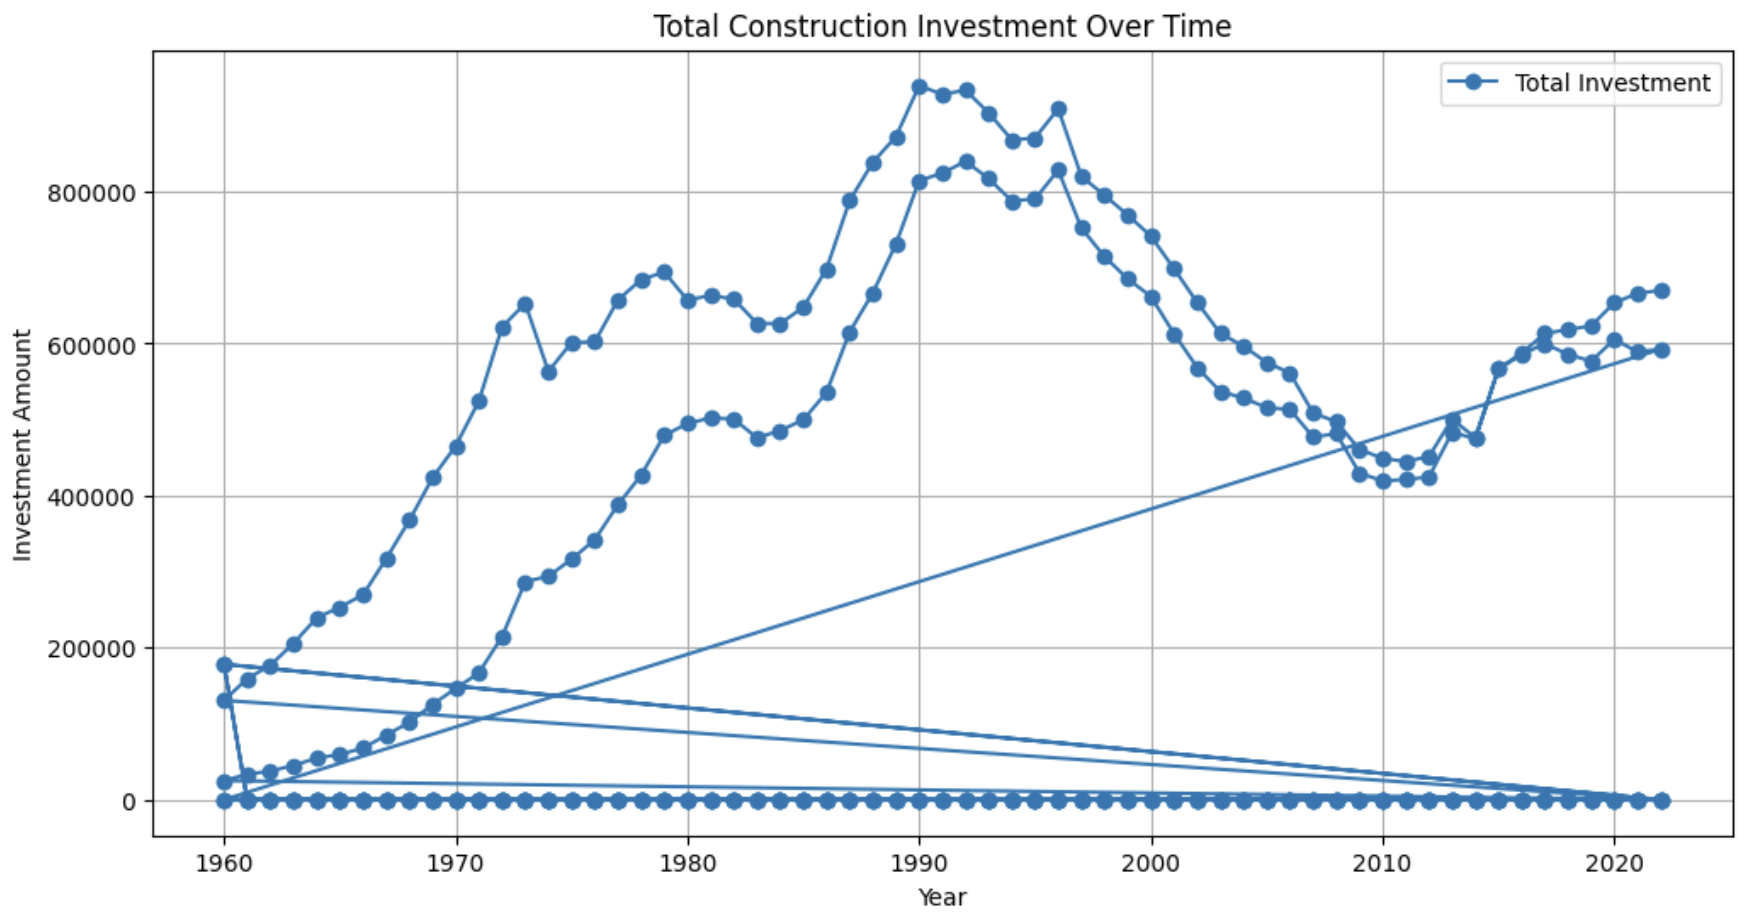 Total Construction Investment Over Time
Total Investment
Investment Amount
800000
600000
400000
200000
0
1960 1970 1980 1990 2000 2010 2020
Year